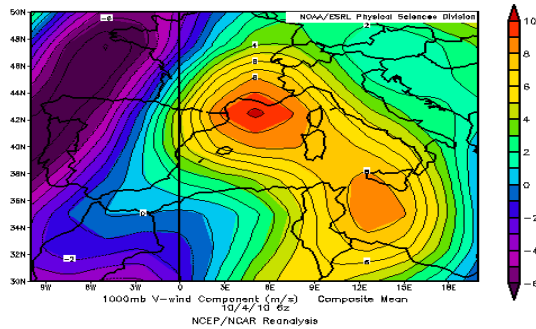 NOAA/ESRL Physical Sciences Division
50N
48N
46N
44N
42N
40N
38N
36N
34N
32N
30N
9W
6W
3W
0
3E
6E
9E
12E
15E
18E
10
8
6
4
2
0
-2
-4
-6
1000mb V-wind Component (m/s) Composite Mean
10/4/10 6z
NCEP/NCAR Reanalysis